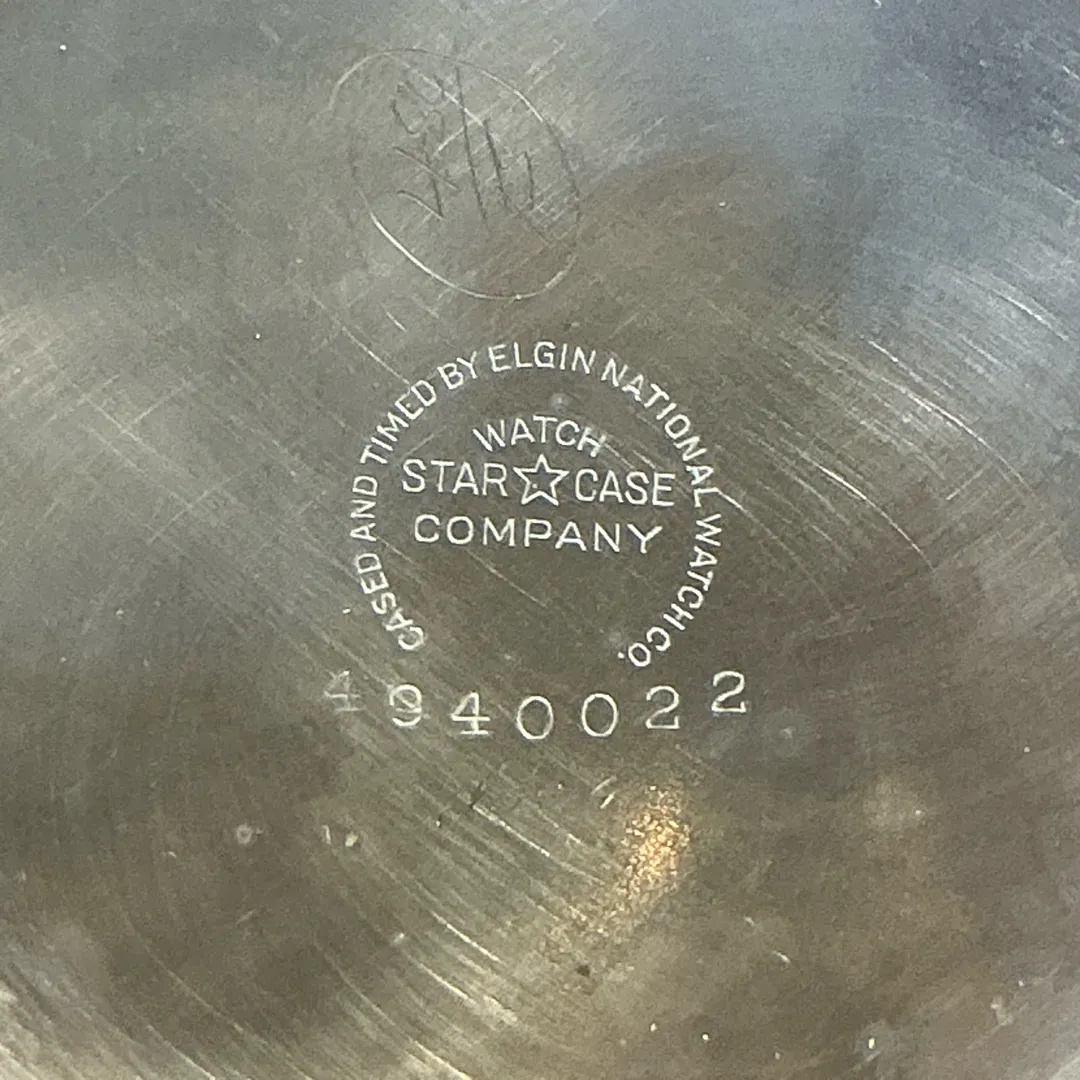 CASED AND TIMED BY ELGIN NATIONAL WATCH CO.
WATCH
STAR CASE
COMPANY
4940022